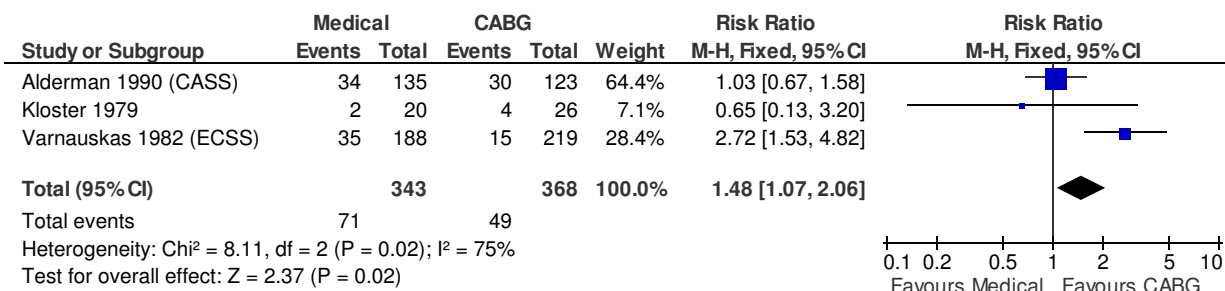 Medical CABG Risk Ratio Risk Ratio
Study or Subgroup Events Total Events Total Weight M-H, Fixed, 95% CI M-H, Fixed, 95% CI
Alderman 1990 (CASS) 34 135 30 123 64.4% 1.03 [0.67, 1.58]
Kloster 1979 2 20 4 26 7.1% 0.65 [0.13, 3.20]
Varnauskas 1982 (ECSS) 35 188 15 219 28.4% 2.72 [1.53, 4.82]
Total (95% CI) 343 368 100.0% 1.48 [1.07, 2.06]
Total events 71 49
Heterogeneity: Chi² = 8.11, df = 2 (P = 0.02); I² = 75%
Test for overall effect: Z = 2.37 (P = 0.02)
0.1 0.2 0.5 1 2 5 10
Favours Medical Favours CABG